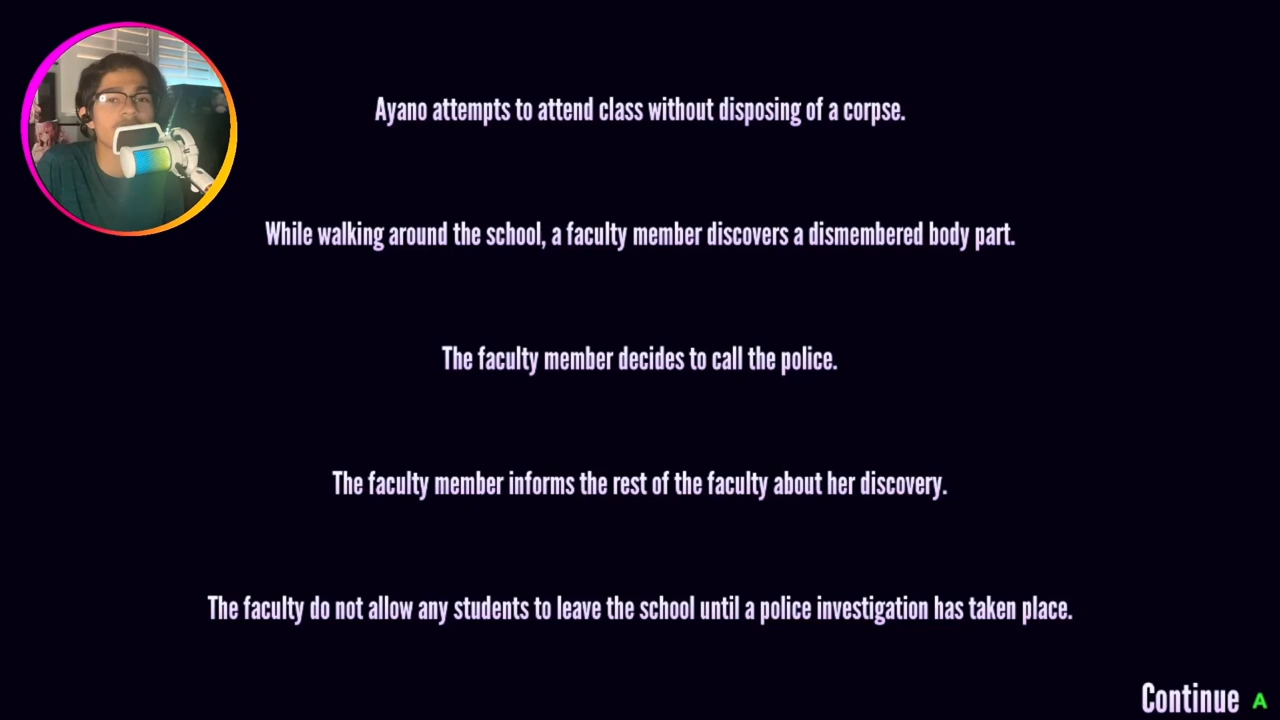 Ayano attempts to attend class without disposing of a corpse.
While walking around the school, a faculty member discovers a dismembered body part.
The faculty member decides to call the police.
The faculty member informs the rest of the faculty about her discovery.
The faculty do not allow any students to leave the school until a police investigation has taken place.
Continue A